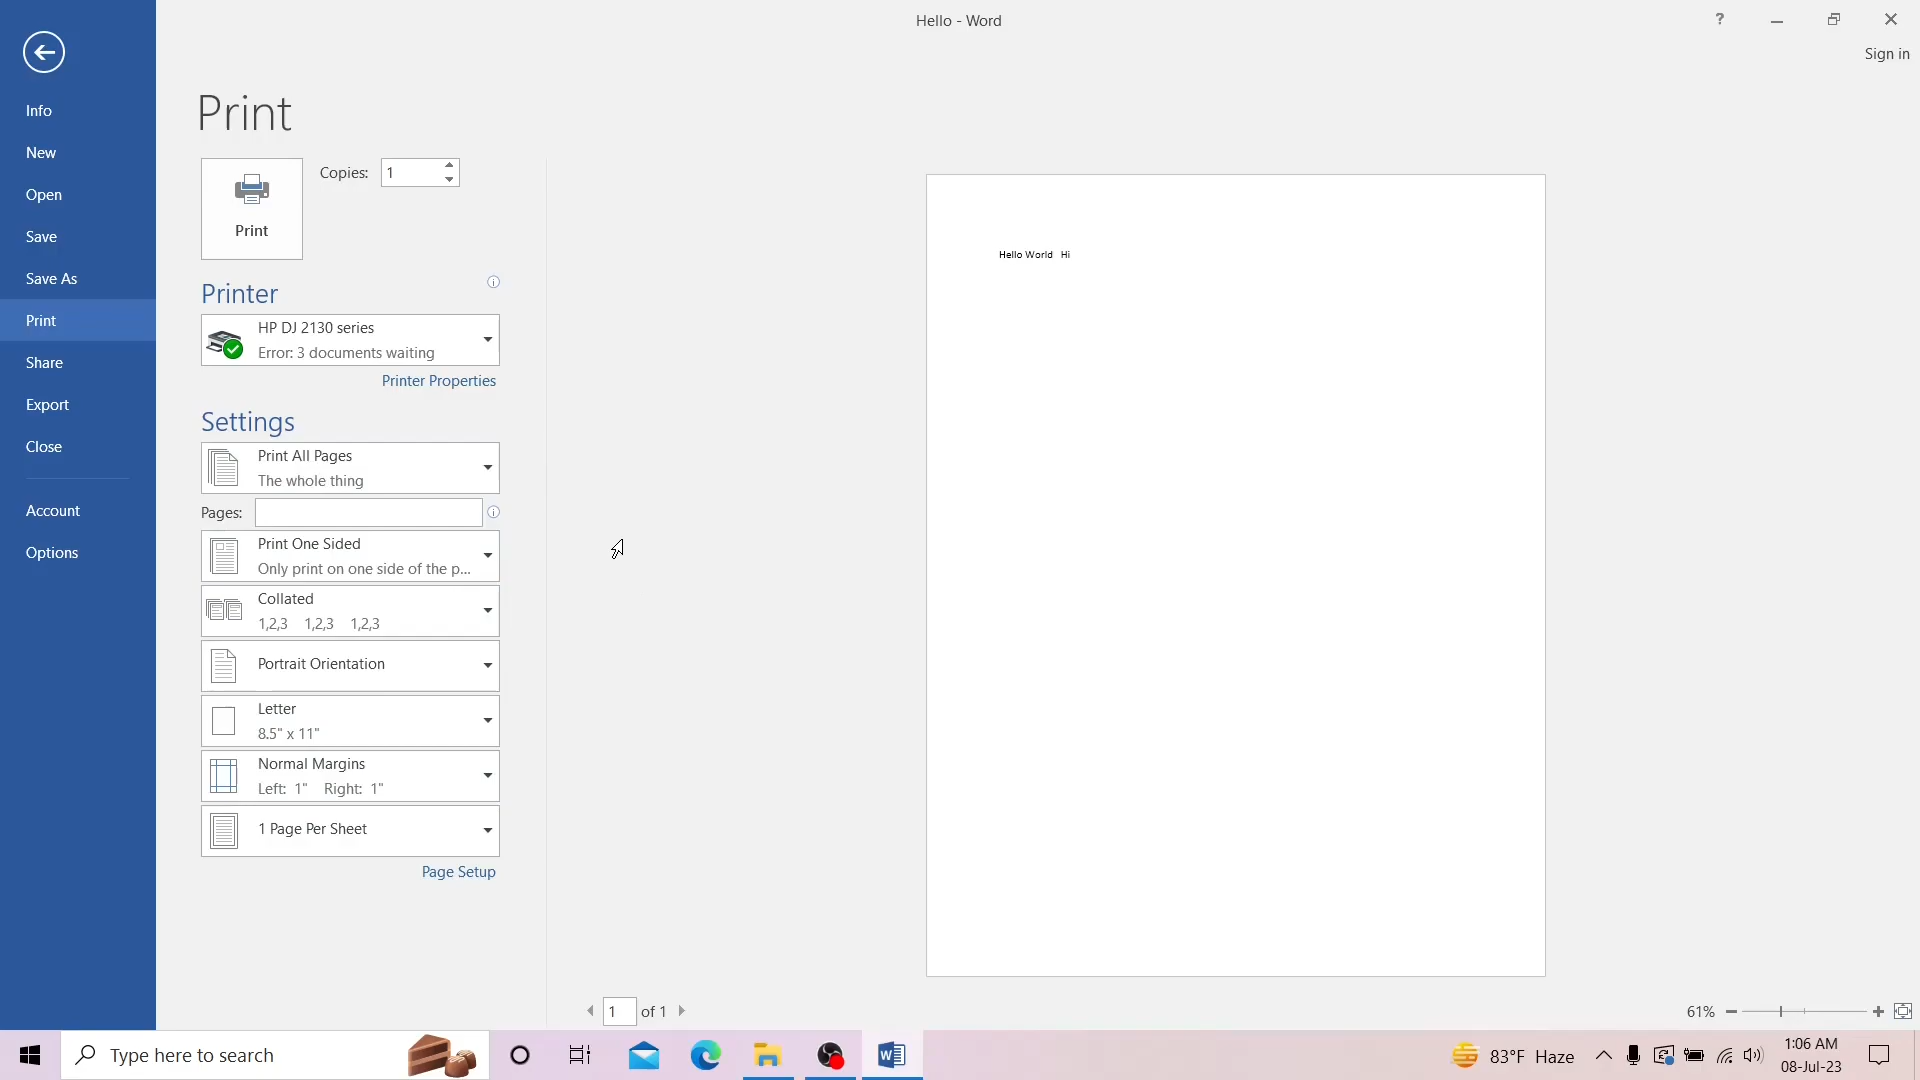 Hello - Word
?
Sign in
Info
New
Open
Save
Save As
Print
Share
Export
Close
Account
Options
Print
Print
Copies: 1
Printer
HP DJ 2130 series
Error: 3 documents waiting
Printer Properties
Settings
Print All Pages
The whole thing
Pages:
Print One Sided
Only print on one side of the p...
Collated
1,2,3 1,2,3 1,2,3
Portrait Orientation
Letter
8.5" x 11"
Normal Margins
Left: 1" Right: 1"
1 Page Per Sheet
Page Setup
Hello World Hi
1 of 1
61%
Type here to search
83°F Haze
1:06 AM
08-Jul-23